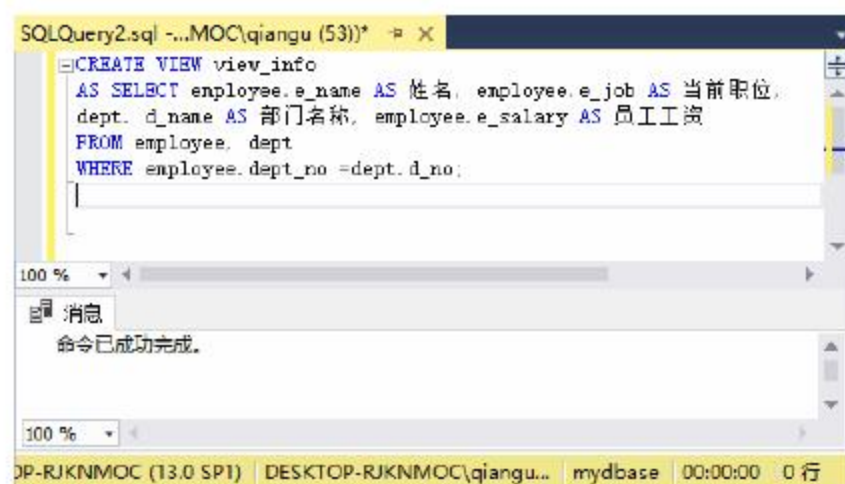 SQLQuery2.sql -...MOC\qiangu (53))*
CREATE VIEW view_info
AS SELECT employee.e_name AS 姓名, employee.e_job AS 当前职位,
dept. d_name AS 部门名称, employee.e_salary AS 员工工资
FROM employee, dept
WHERE employee.dept_no =dept.d_no;
100 %
消息
命令已成功完成。
100 %
OP-RJKNMOC (13.0 SP1) DESKTOP-RJKNMOC\qiangu... mydbase 00:00:00 0 行